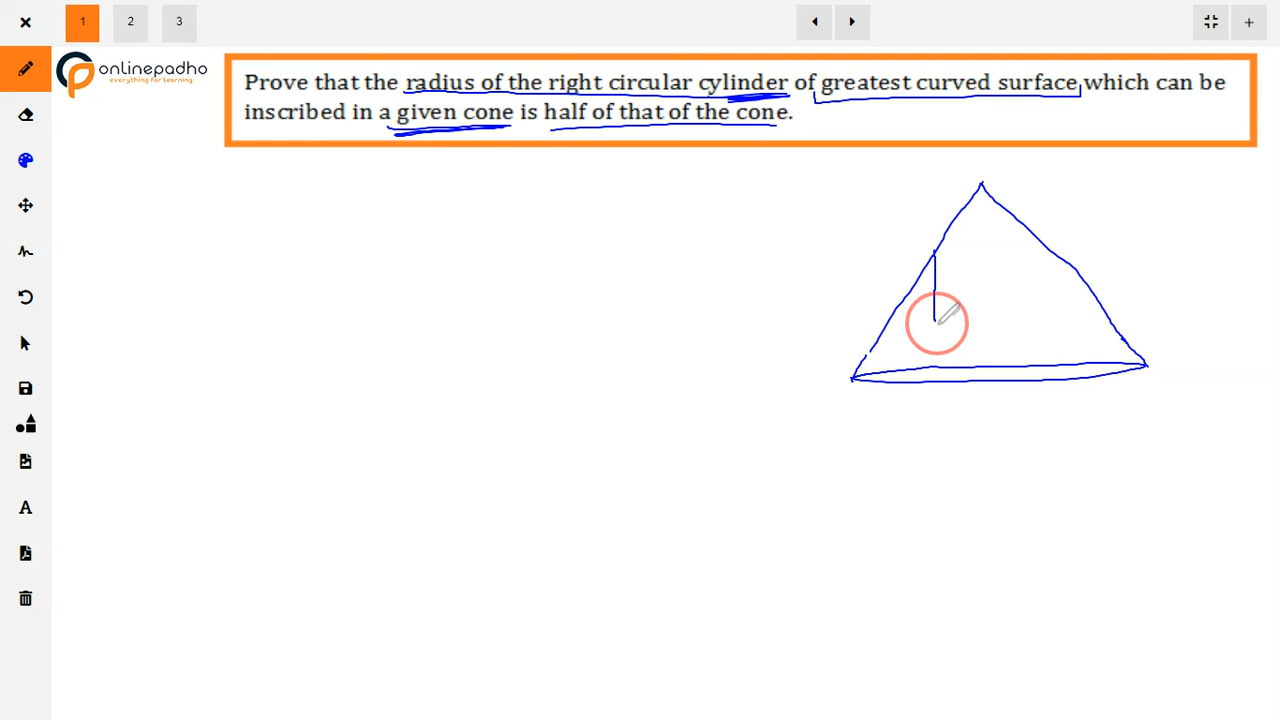 1 2 3
onlinepadho
everything for learning
Prove that the radius of the right circular cylinder of greatest curved surface which can be
inscribed in a given cone is half of that of the cone.
A